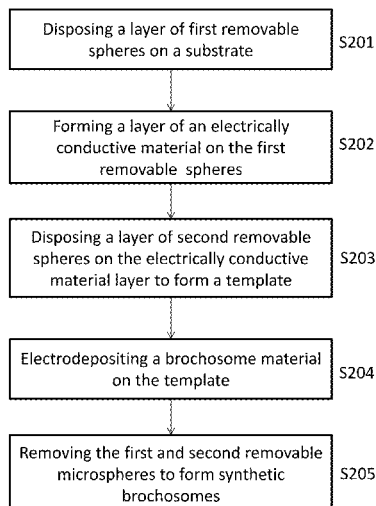 Disposing a layer of first removable
spheres on a substrate
S201
Forming a layer of an electrically
conductive material on the first
removable spheres
S202
Disposing a layer of second removable
spheres on the electrically conductive
material layer to form a template
S203
Electrodepositing a brochosome material
on the template
S204
Removing the first and second removable
microspheres to form synthetic
brochosomes
S205